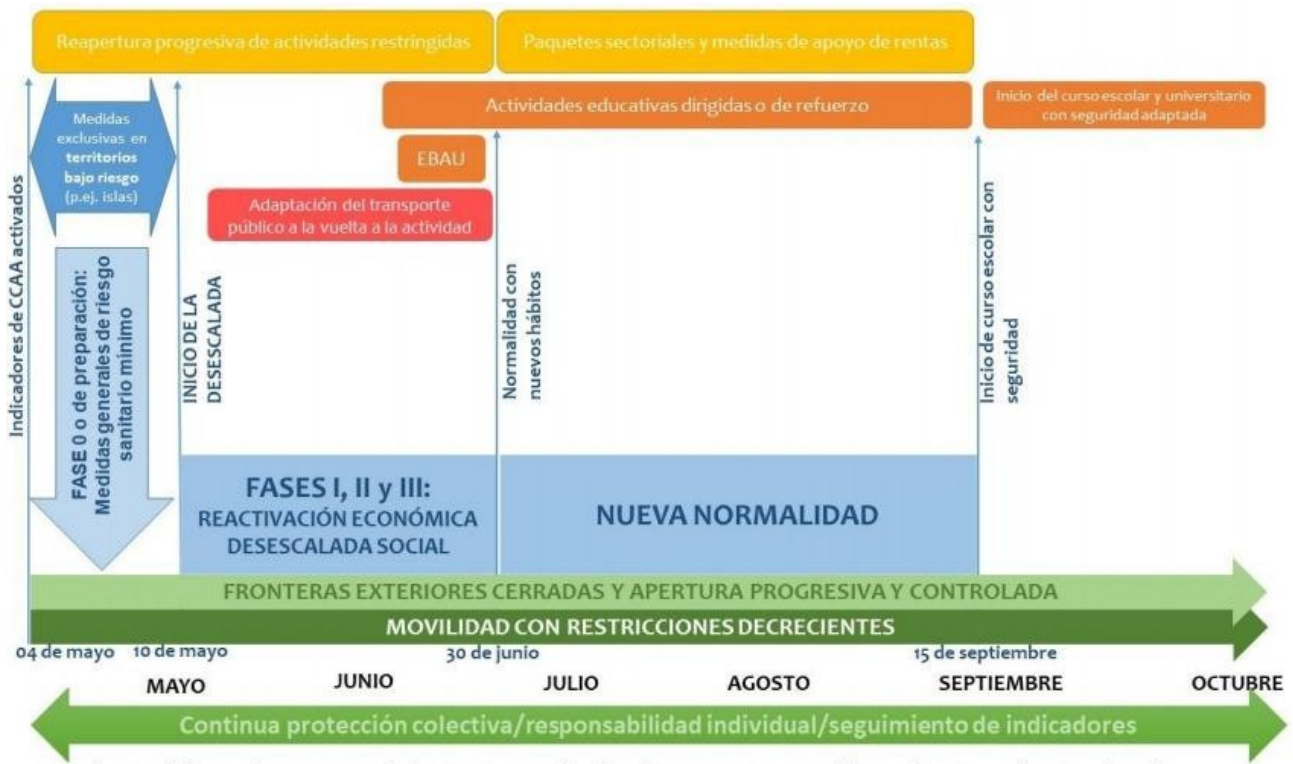 Reapertura progresiva de actividades restringidas
Paquetes sectoriales y medidas de apoyo de rentas
Actividades educativas dirigidas o de refuerzo
Inicio del curso escolar y universitario
con seguridad adaptada
Medidas
exclusivas en
territorios
bajo riesgo
(p.ej. islas)
EBAU
Adaptación del transporte
público a la vuelta a la actividad
Indicadores de CCAA activados
FASE 0 o de preparación:
Medidas generales de riesgo
sanitario mínimo
INICIO DE LA
DESESCALADA
Normalidad con
nuevos hábitos
Inicio de curso escolar con
seguridad
FASES I, II y III:
REACTIVACIÓN ECONÓMICA
DESESCALADA SOCIAL
NUEVA NORMALIDAD
FRONTERAS EXTERIORES CERRADAS Y APERTURA PROGRESIVA Y CONTROLADA
MOVILIDAD CON RESTRICCIONES DECRECIENTES
04 de mayo
10 de mayo
30 de junio
15 de septiembre
MAYO
JUNIO
JULIO
AGOSTO
SEPTIEMBRE
OCTUBRE
Continua protección colectiva/responsabilidad individual/seguimiento de indicadores